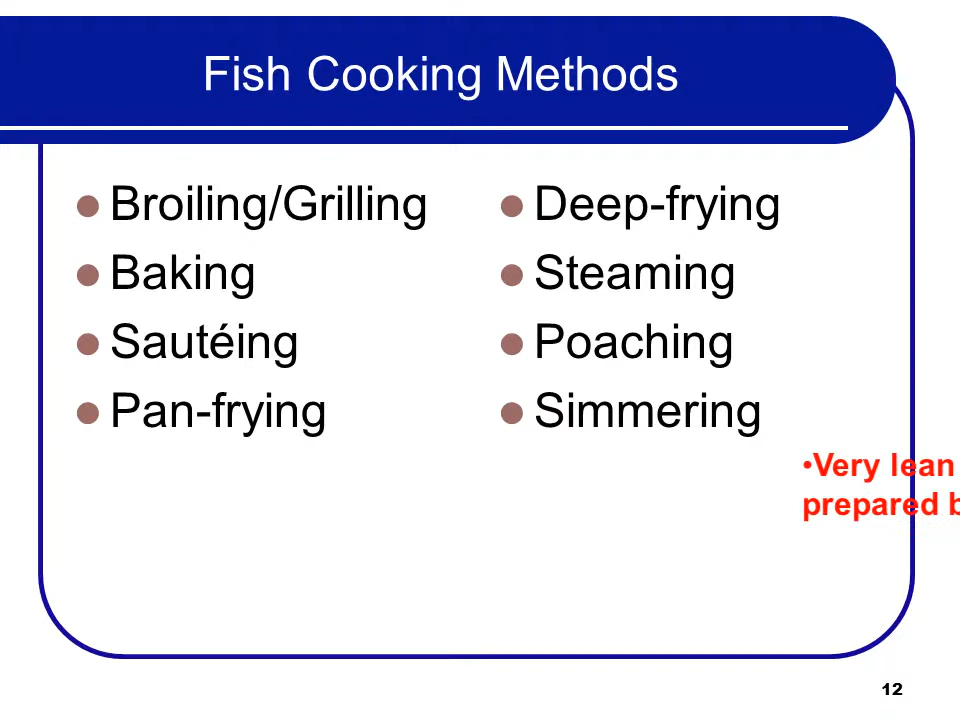 Fish Cooking Methods
• Broiling/Grilling
• Baking
• Sautéing
• Pan-frying
• Deep-frying
• Steaming
• Poaching
• Simmering
•Very lean
prepared
12